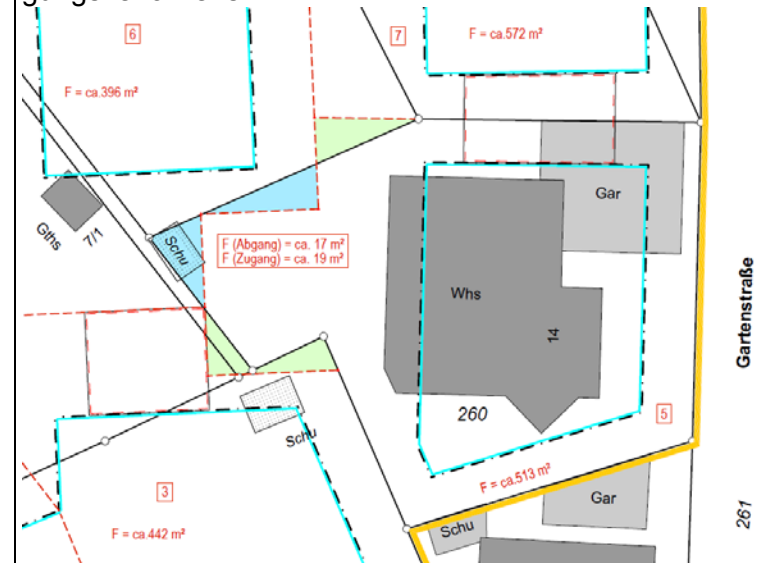 6
7
F = ca.572 m²
F = ca.396 m²
Gar
Gths
7/1
Schu
F (Abgang) = ca. 17 m²
F (Zugang) = ca. 19 m²
Whs
14
Gartenstraße
260
5
Schu
F = ca.513 m²
3
Gar
261
Schu
F = ca.442 m²